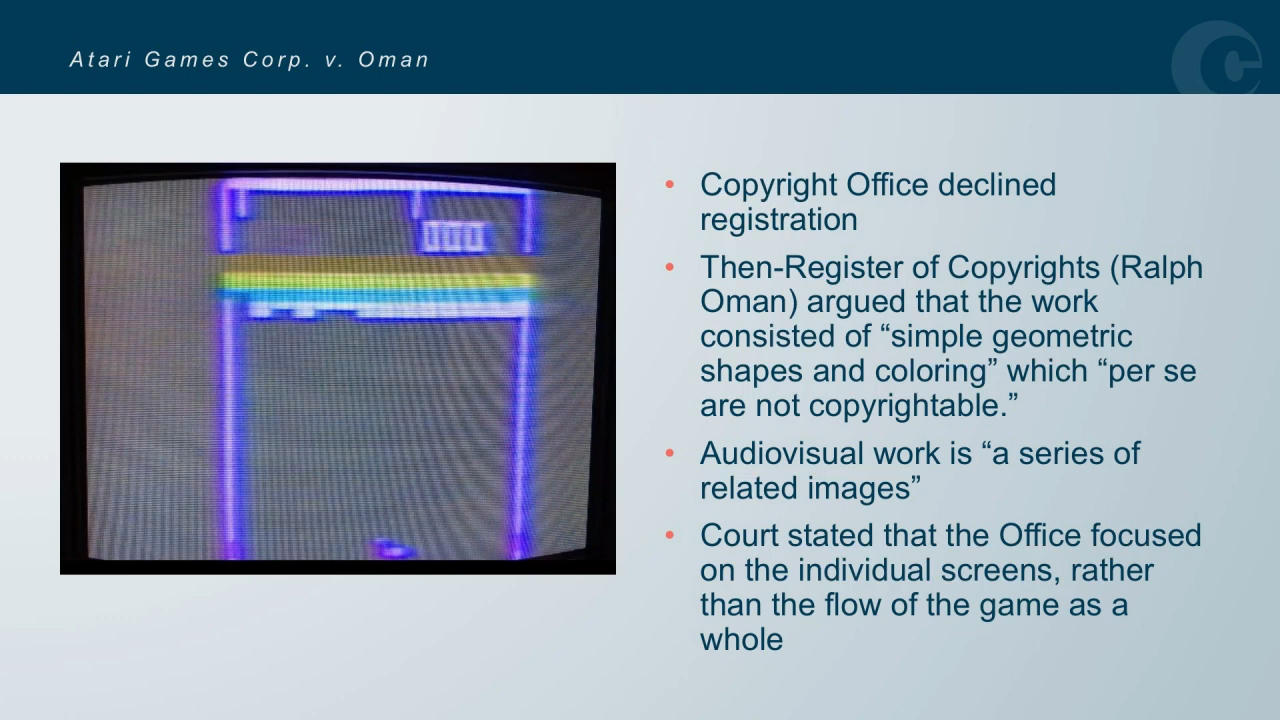 Atari Games Corp. v. Oman
• Copyright Office declined
registration
• Then-Register of Copyrights (Ralph
Oman) argued that the work
consisted of “simple geometric
shapes and coloring” which “per se
are not copyrightable.”
• Audiovisual work is “a series of
related images”
• Court stated that the Office focused
on the individual screens, rather
than the flow of the game as a
whole